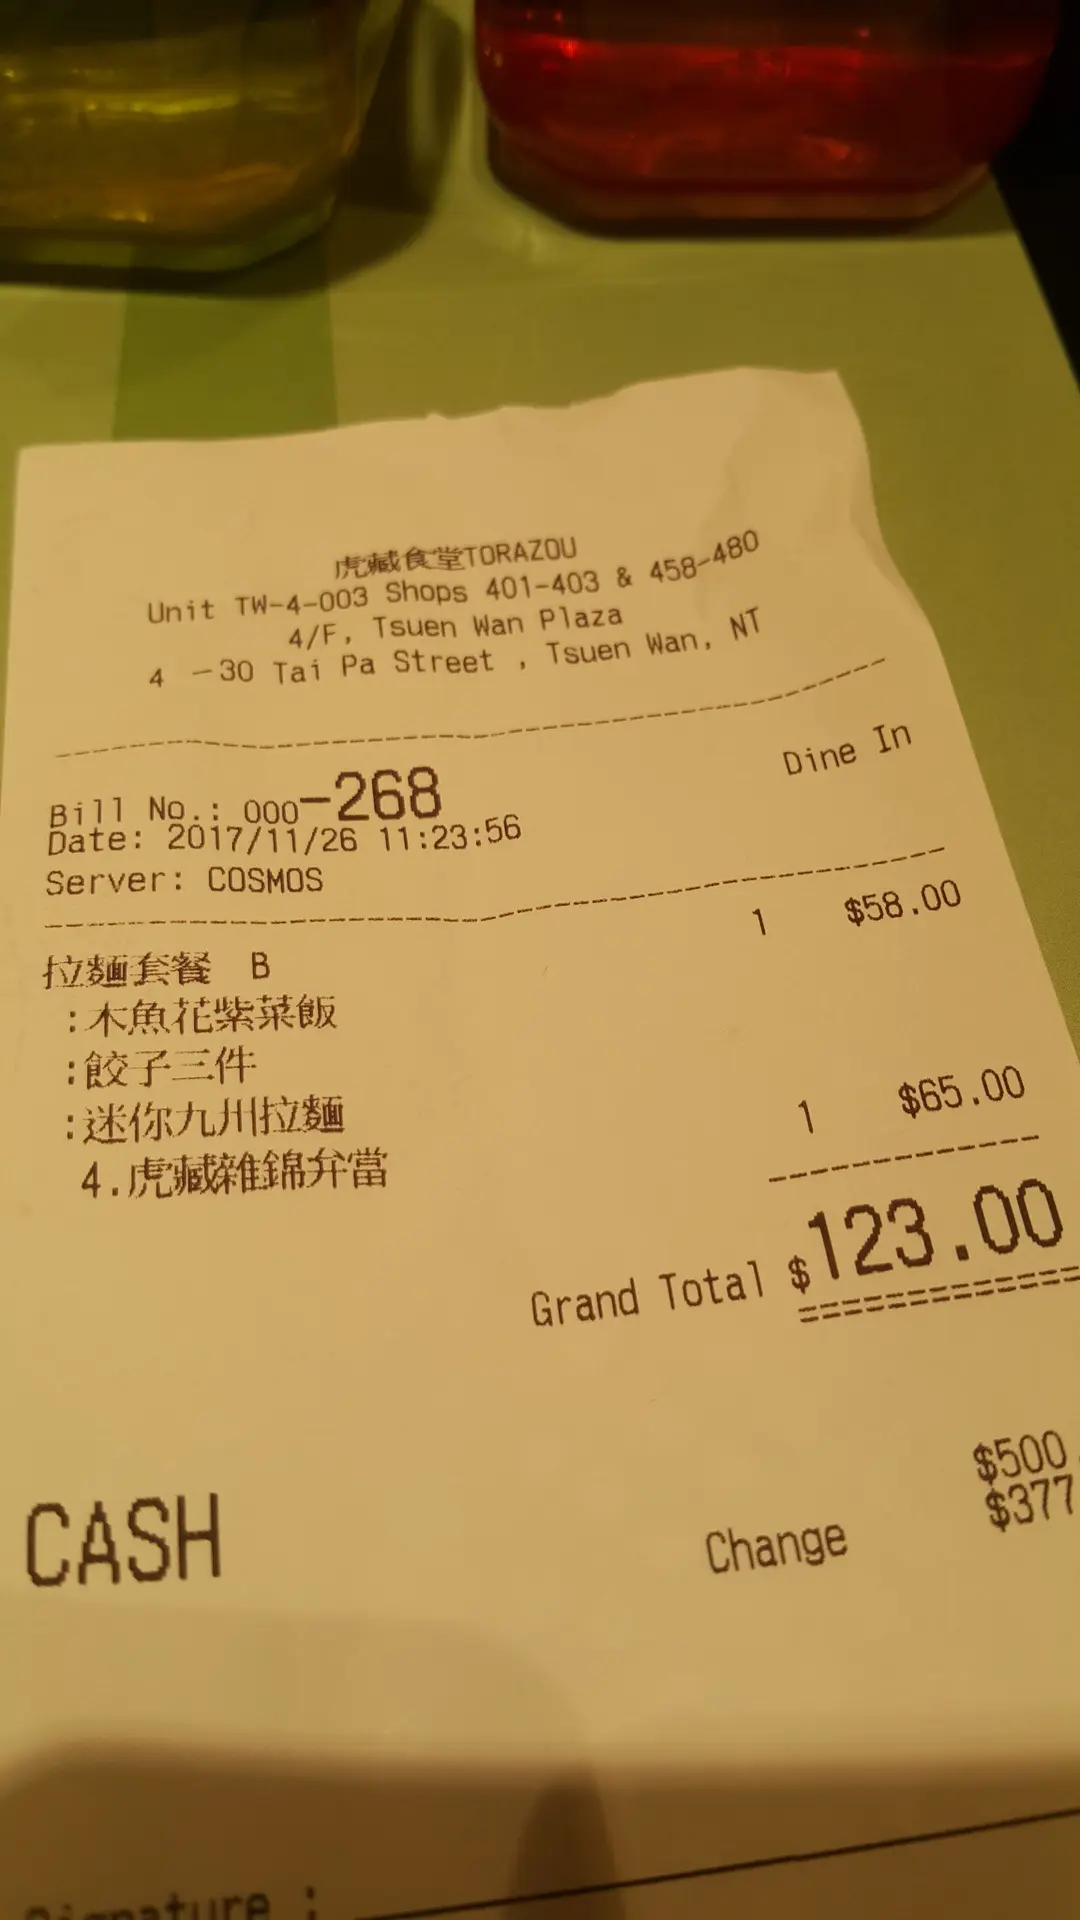 虎藏食堂TORAZOU
Unit TW-4-003 Shops 401-403 & 458-480
4/F, Tsuen Wan Plaza
4 -30 Tai Pa Street , Tsuen Wan, NT
Dine In
Bill No.: 000-268
Date: 2017/11/26 11:23:56
Server: COSMOS
拉麵套餐 B 1 $58.00
:木魚花紫菜飯
:餃子三件
:迷你九州拉麵
4.虎藏雜錦弁當 1 $65.00
Grand Total $123.00
CASH $500.
Change $377
Signature :